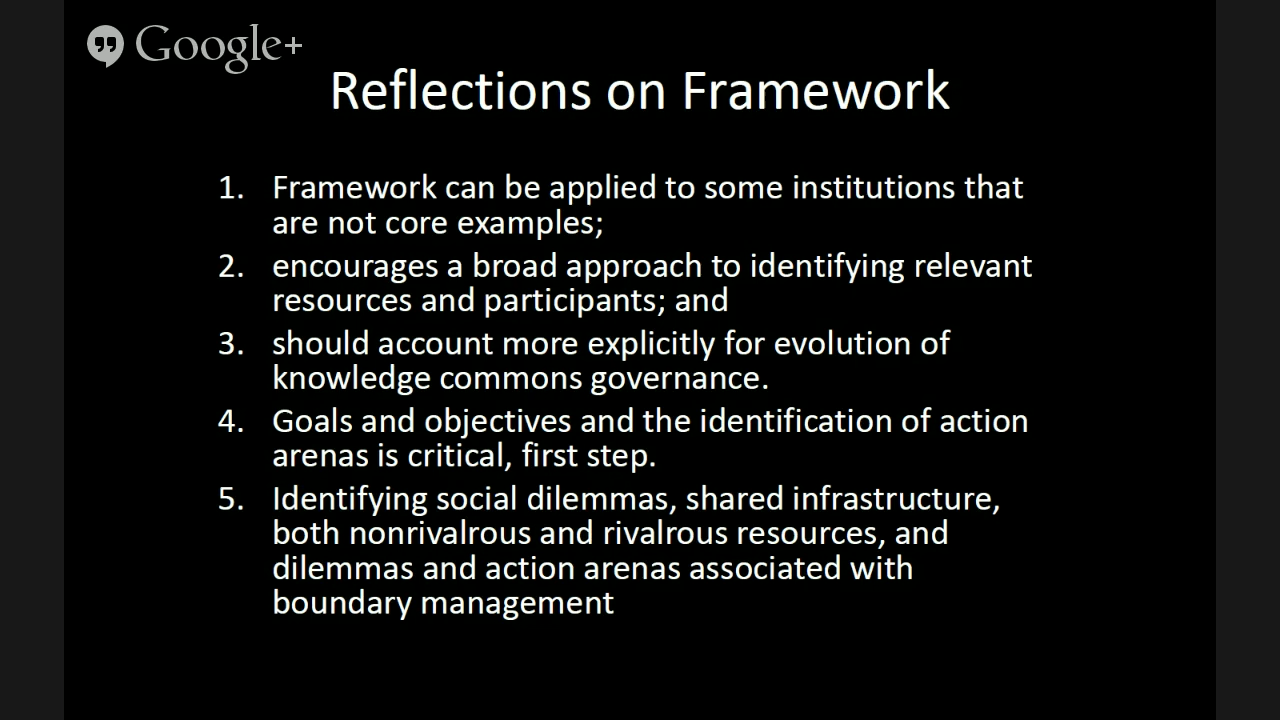 Google+
Reflections on Framework
1. Framework can be applied to some institutions that
are not core examples;
2. encourages a broad approach to identifying relevant
resources and participants; and
3. should account more explicitly for evolution of
knowledge commons governance.
4. Goals and objectives and the identification of action
arenas is critical, first step.
5. Identifying social dilemmas, shared infrastructure,
both nonrivalrous and rivalrous resources, and
dilemmas and action arenas associated with
boundary management